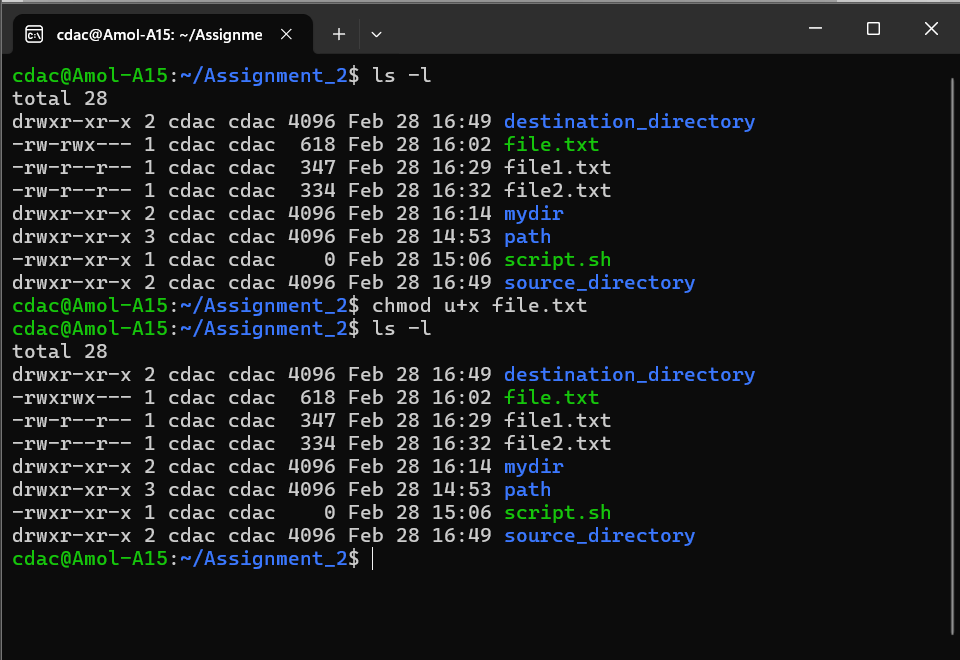 cdac@Amol-A15: ~/Assignme
cdac@Amol-A15:~/Assignment_2$ ls -l
total 28
drwxr-xr-x 2 cdac cdac 4096 Feb 28 16:49 destination_directory
-rw-rwx--- 1 cdac cdac  618 Feb 28 16:02 file.txt
-rw-r--r-- 1 cdac cdac  347 Feb 28 16:29 file1.txt
-rw-r--r-- 1 cdac cdac  334 Feb 28 16:32 file2.txt
drwxr-xr-x 2 cdac cdac 4096 Feb 28 16:14 mydir
drwxr-xr-x 3 cdac cdac 4096 Feb 28 14:53 path
-rwxr-xr-x 1 cdac cdac    0 Feb 28 15:06 script.sh
drwxr-xr-x 2 cdac cdac 4096 Feb 28 16:49 source_directory
cdac@Amol-A15:~/Assignment_2$ chmod u+x file.txt
cdac@Amol-A15:~/Assignment_2$ ls -l
total 28
drwxr-xr-x 2 cdac cdac 4096 Feb 28 16:49 destination_directory
-rwxrwx--- 1 cdac cdac  618 Feb 28 16:02 file.txt
-rw-r--r-- 1 cdac cdac  347 Feb 28 16:29 file1.txt
-rw-r--r-- 1 cdac cdac  334 Feb 28 16:32 file2.txt
drwxr-xr-x 2 cdac cdac 4096 Feb 28 16:14 mydir
drwxr-xr-x 3 cdac cdac 4096 Feb 28 14:53 path
-rwxr-xr-x 1 cdac cdac    0 Feb 28 15:06 script.sh
drwxr-xr-x 2 cdac cdac 4096 Feb 28 16:49 source_directory
cdac@Amol-A15:~/Assignment_2$